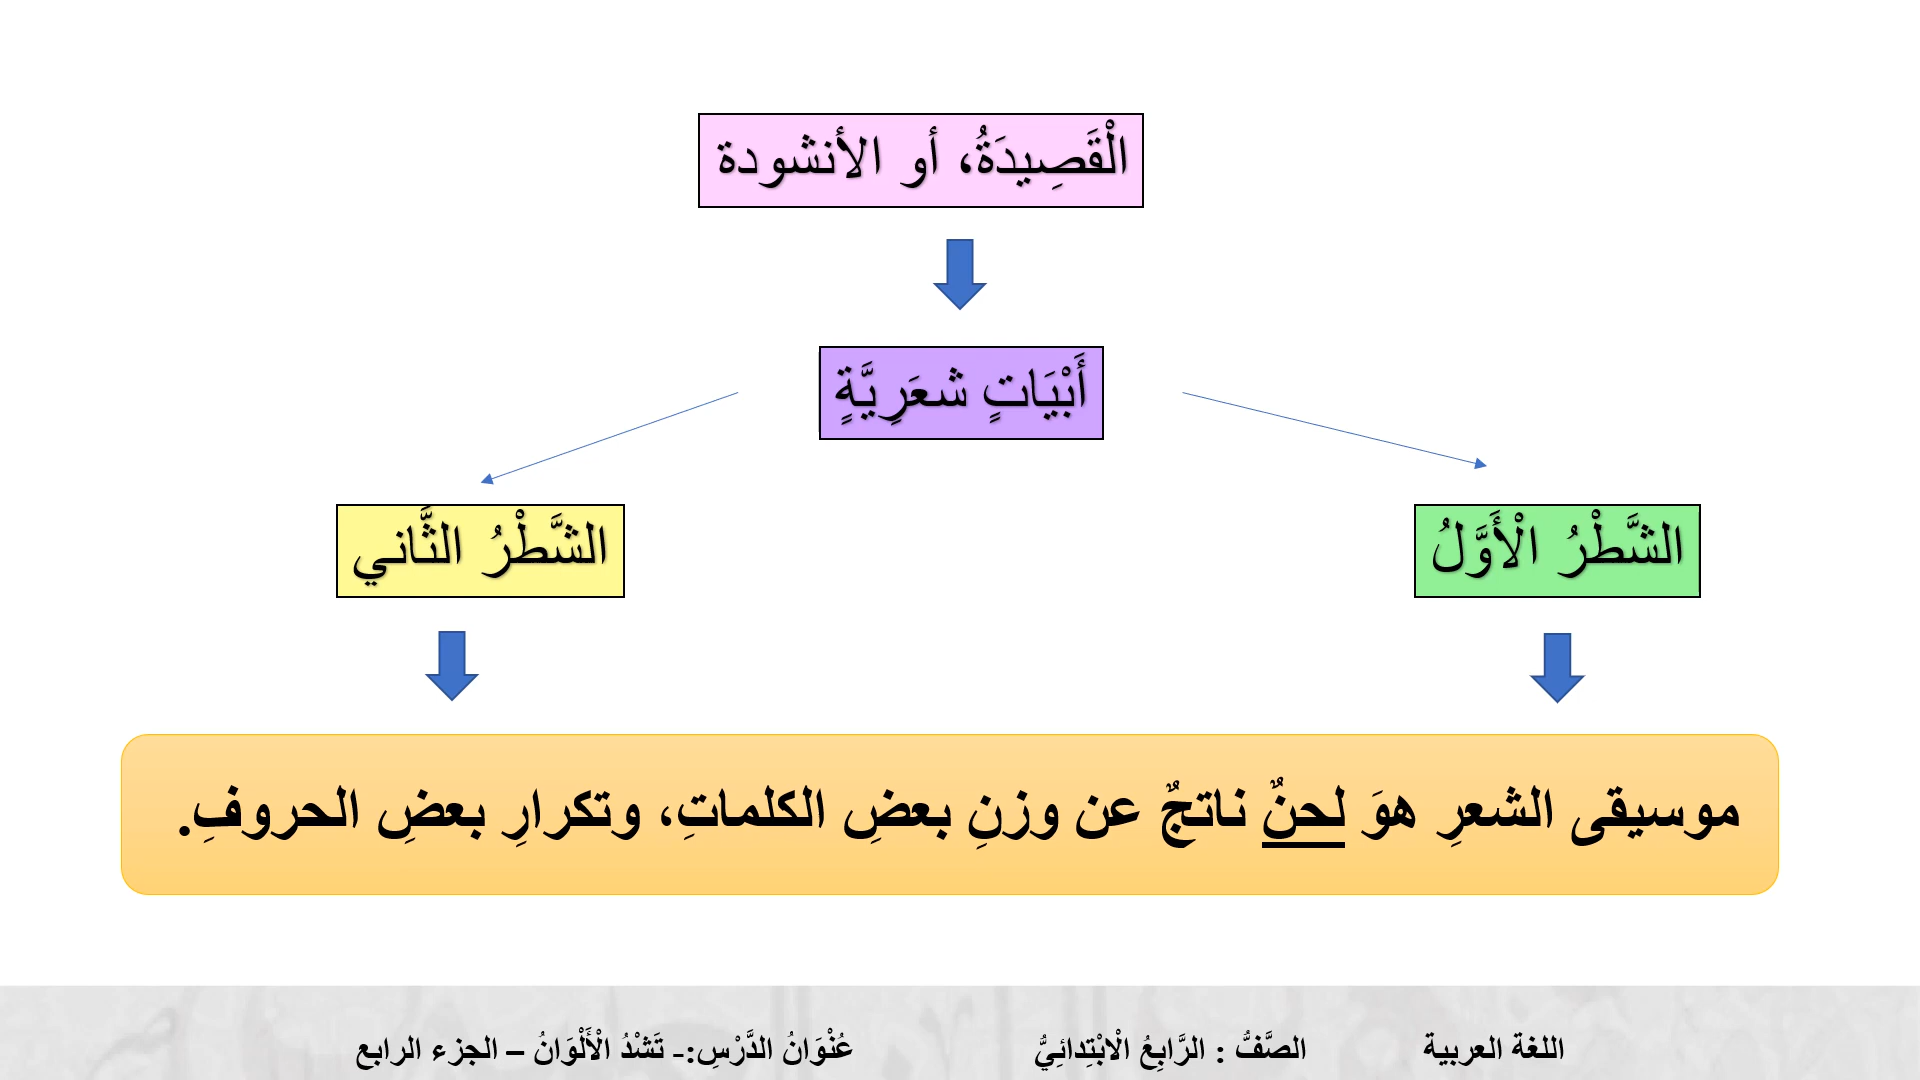 الْقَصِيدَةُ، أو الأنشودة
أَبْيَاتٍ شعَرِيَّةٍ
الشَّطْرُ الْأَوَّلُ
الشَّطْرُ الثَّاني
موسيقى الشعرِ هوَ لحنٌ ناتجٌ عن وزنِ بعضِ الكلماتِ، وتكرارِ بعضِ الحروفِ.
اللغة العربية الصَّفُّ : الرَّابِعُ الْابْتِدائِيُّ عُنْوَانُ الدَّرْسِ:- تَشْدُ الْأَلْوَانُ – الجزء الرابع